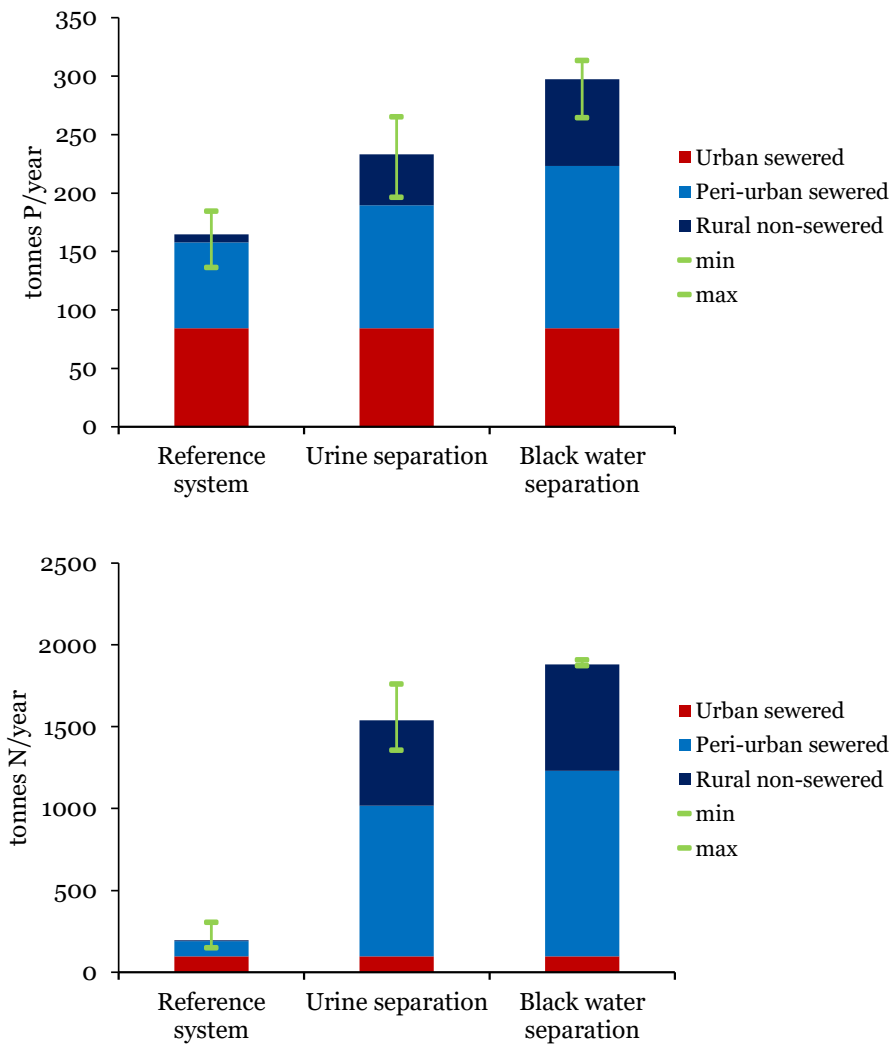 350
300
250
200
150
100
50
0
tonnes P/year
Reference system
Urine separation
Black water separation
Urban sewered
Peri-urban sewered
Rural non-sewered
min
max
2500
2000
1500
1000
500
0
tonnes N/year
Reference system
Urine separation
Black water separation
Urban sewered
Peri-urban sewered
Rural non-sewered
min
max